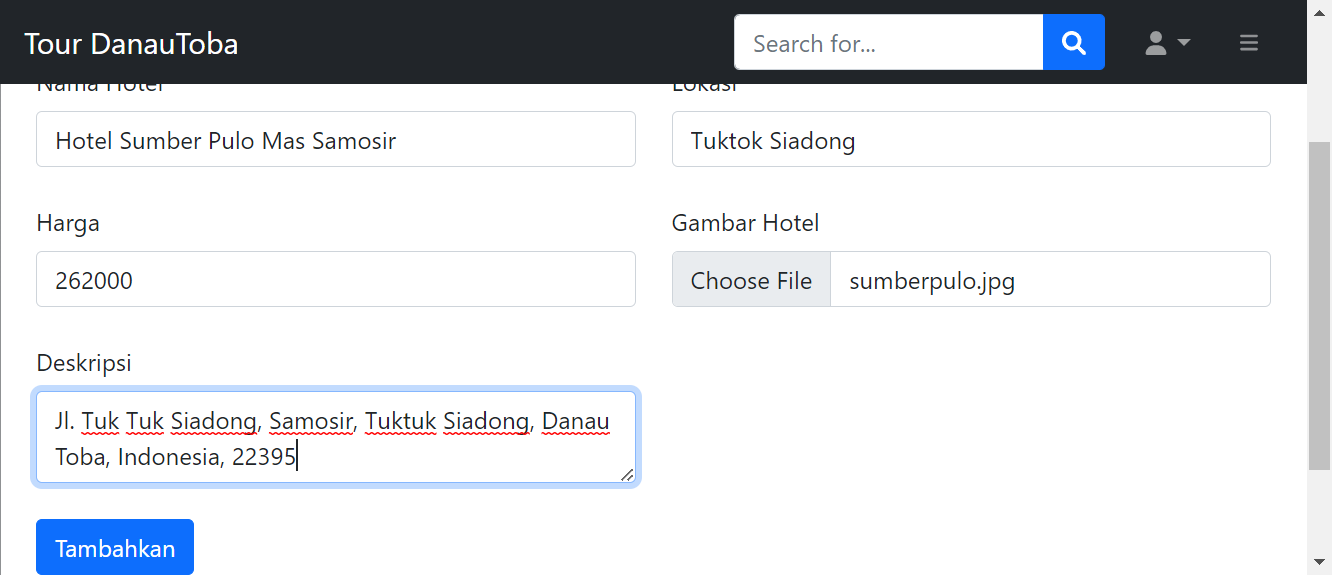 Tour DanauToba
Search for...
Nama Hotel
Lokasi
Hotel Sumber Pulo Mas Samosir
Tuktok Siadong
Harga
Gambar Hotel
262000
Choose File
sumberpulo.jpg
Deskripsi
Jl. Tuk Tuk Siadong, Samosir, Tuktuk Siadong, Danau
Toba, Indonesia, 22395
Tambahkan